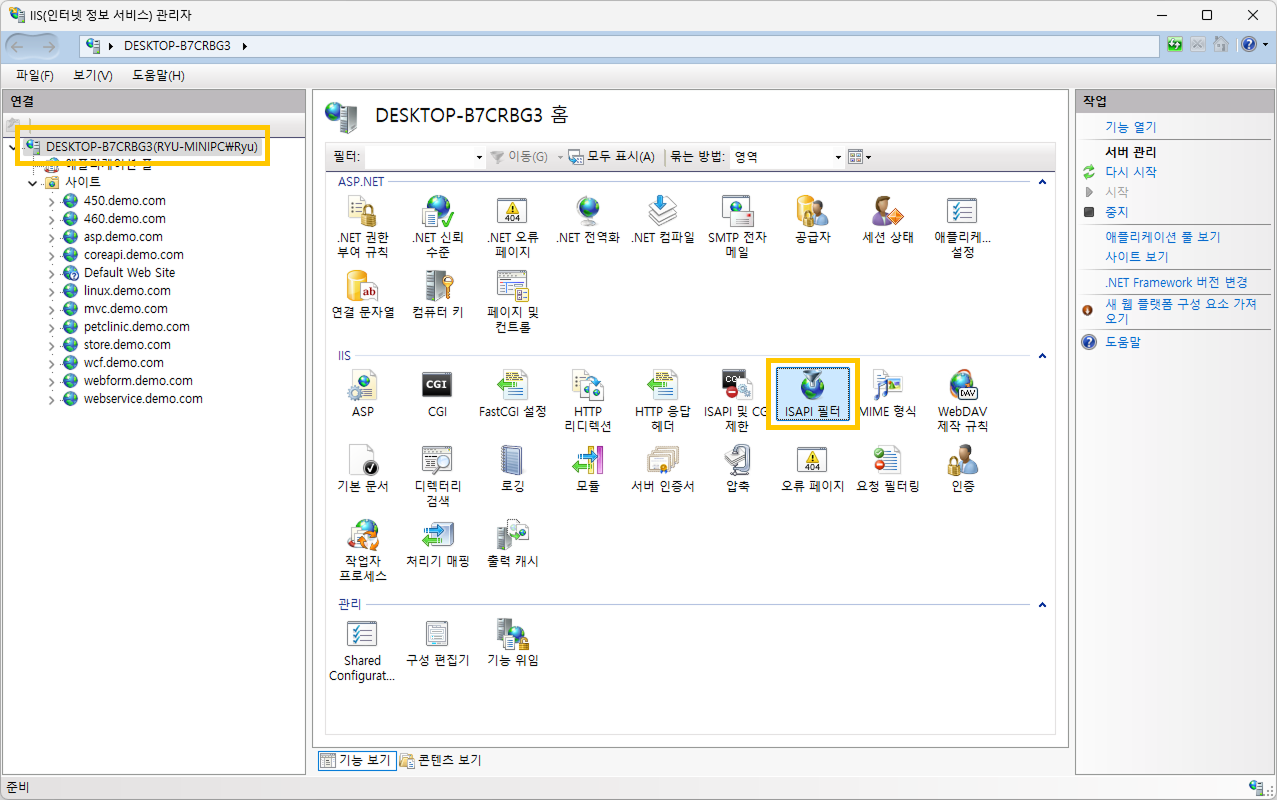 IIS(인터넷 정보 서비스) 관리자
DESKTOP-B7CRBG3
파일(F) 보기(V) 도움말(H)
연결
DESKTOP-B7CRBG3(RYU-MINIPC₩Ryu)
애플리케이션 풀
사이트
450.demo.com
460.demo.com
asp.demo.com
coreapi.demo.com
Default Web Site
linux.demo.com
mvc.demo.com
petclinic.demo.com
store.demo.com
wcf.demo.com
webform.demo.com
webservice.demo.com
DESKTOP-B7CRBG3 홈
필터: 이동(G) 모두 표시(A) 묶는 방법: 영역
ASP.NET
.NET 권한 부여 규칙
.NET 신뢰 수준
.NET 오류 페이지
.NET 전역화
.NET 컴파일
SMTP 전자 메일
공급자
세션 상태
애플리케... 설정
연결 문자열
컴퓨터 키
페이지 및 컨트롤
IIS
ASP
CGI
FastCGI 설정
HTTP 리디렉션
HTTP 응답 헤더
ISAPI 및 CG 제한
ISAPI 필터
MIME 형식
WebDAV 제작 규칙
기본 문서
디렉터리 검색
로깅
모듈
서버 인증서
압축
오류 페이지
요청 필터링
인증
작업자 프로세스
처리기 매핑
출력 캐시
관리
Shared Configurat...
구성 편집기
기능 위임
기능 보기 콘텐츠 보기
작업
기능 열기
서버 관리
다시 시작
시작
중지
애플리케이션 풀 보기
사이트 보기
.NET Framework 버전 변경
새 웹 플랫폼 구성 요소 가져
오기
도움말
준비